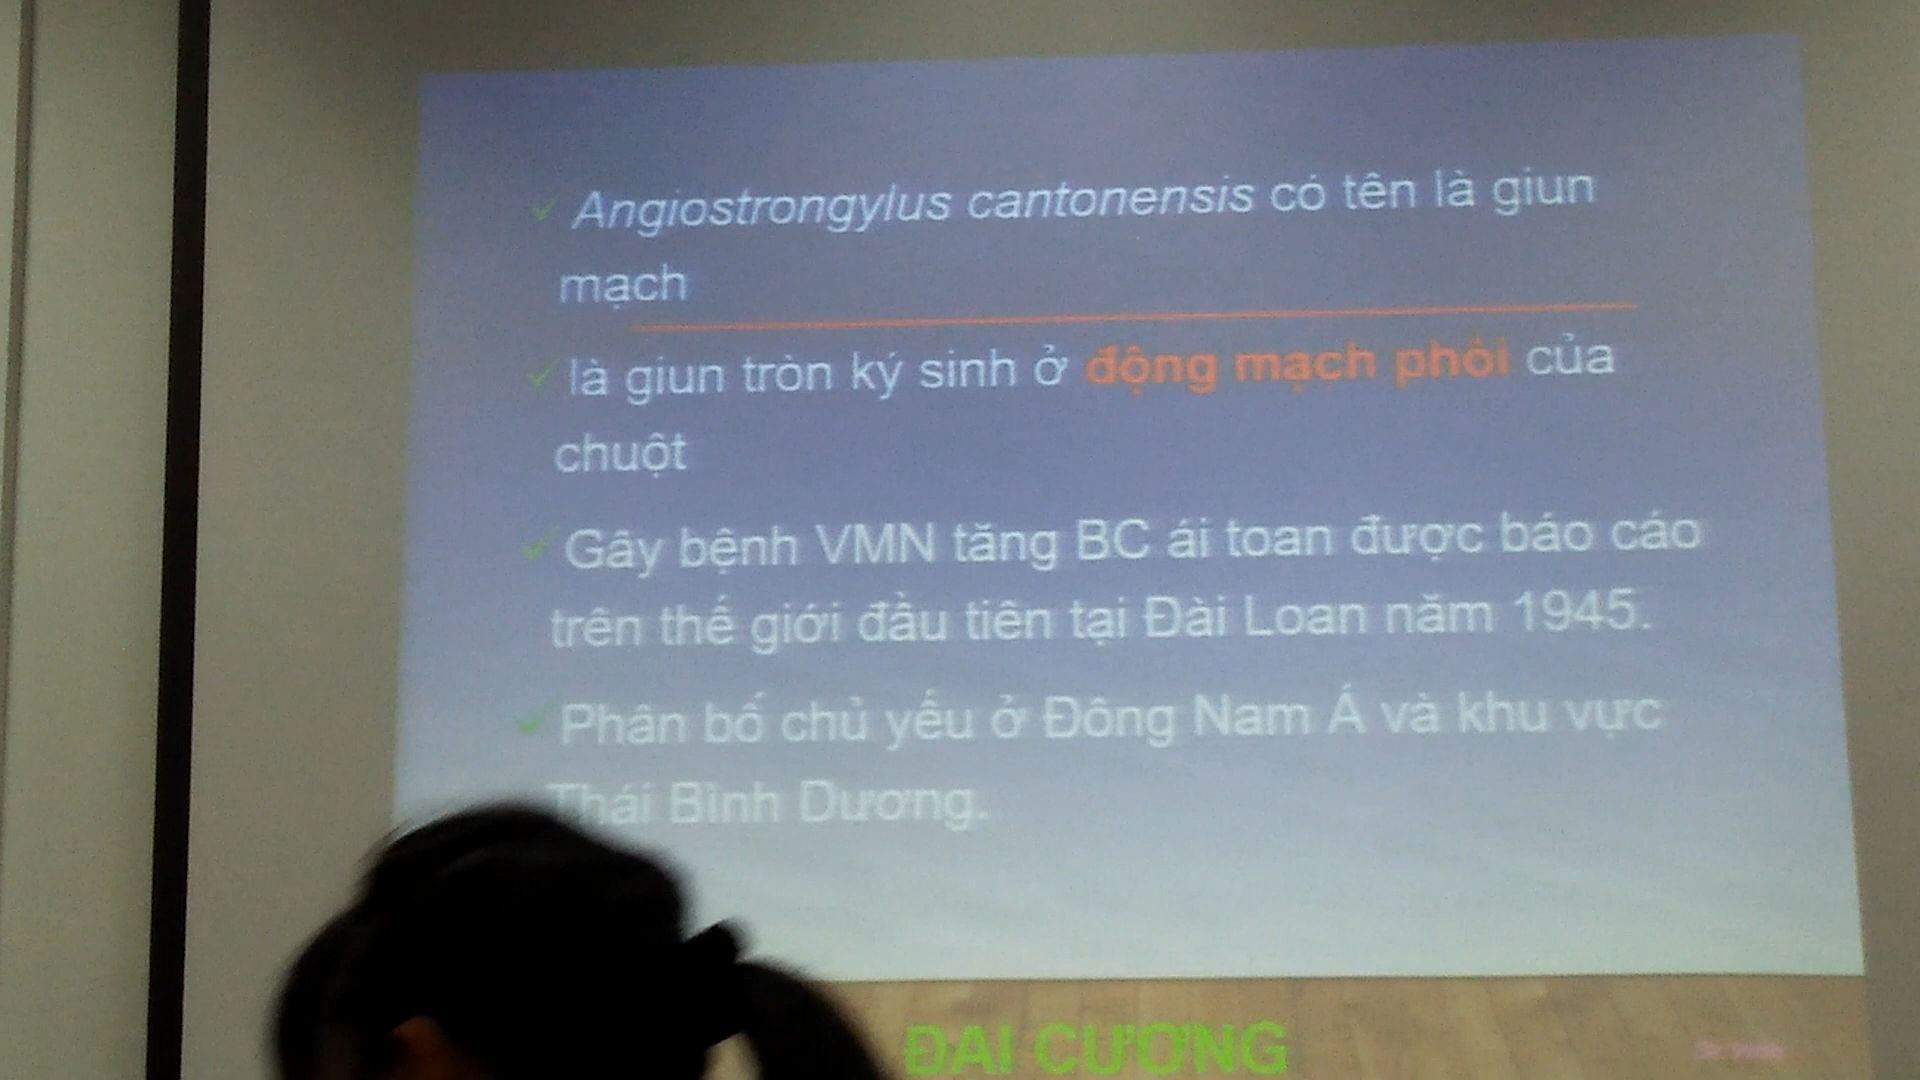 Angiostrongylus cantonensis có tên là giun
mạch
là giun tròn ký sinh ở động mạch phổi của
chuột
Gây bệnh VMN tăng BC ái toan được báo cáo
trên thế giới đầu tiên tại Đài Loan năm 1945.
Phân bố chủ yếu ở Đông Nam Á và khu vực
Thái Bình Dương.
ĐẠI CƯƠNG